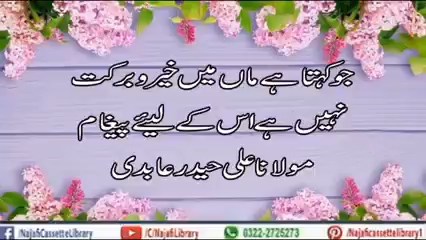 جو کہتا ہے ماں میں خیر و برکت
نہیں ہے اس کے لیئے پیغام
مولانا علی حیدر عابدی
/NajafiCassetteLibrary /C/NajafiLibrary 0322-2725273 /NajafiCassetteLibrary /NajafiCassetteLibrary1